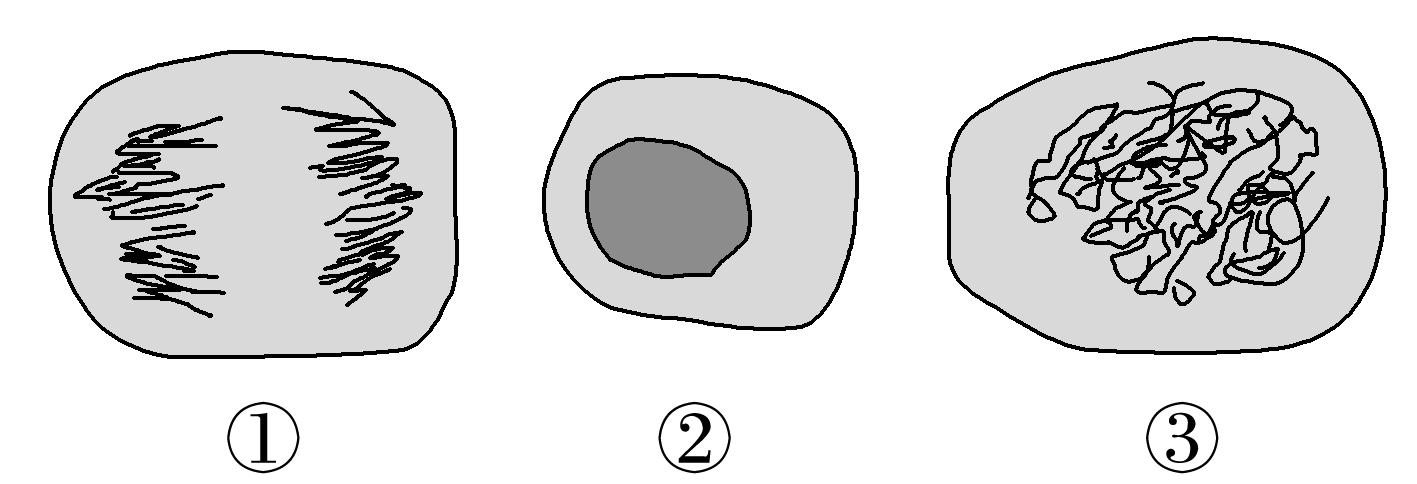 ① ② ③